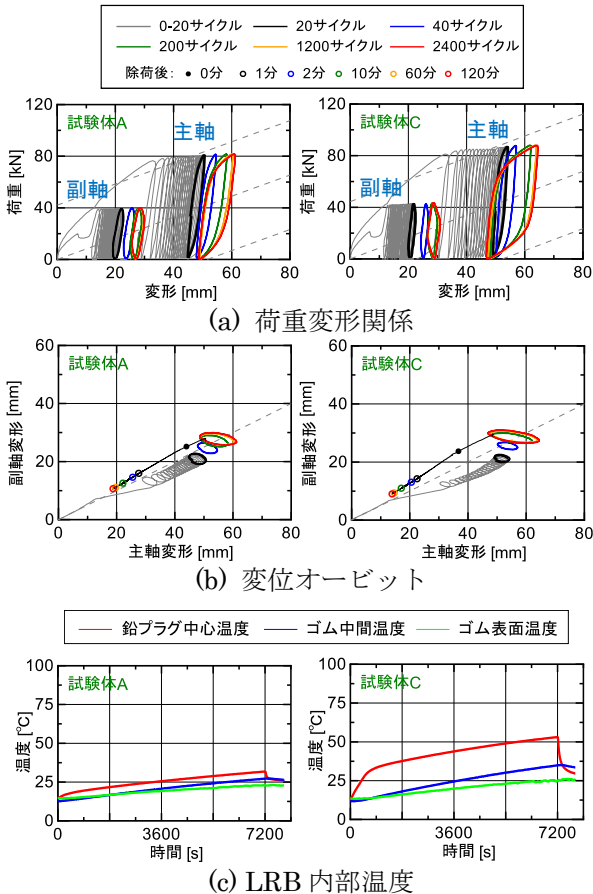 0-20サイクル 20サイクル 40サイクル
200サイクル 1200サイクル 2400サイクル
除荷後: 0分 1分 2分 10分 60分 120分
120
80
40
0
荷重 [kN]
試験体A
主軸
副軸
0 20 40 60 80
変形 [mm]
120
80
40
0
荷重 [kN]
試験体C
主軸
副軸
0 20 40 60 80
変形 [mm]
(a) 荷重変形関係
60
40
20
0
副軸変形 [mm]
試験体A
0 20 40 60 80
主軸変形 [mm]
60
40
20
0
副軸変形 [mm]
試験体C
0 20 40 60 80
主軸変形 [mm]
(b) 変位オービット
鉛プラグ中心温度 ゴム中間温度 ゴム表面温度
100
75
50
25
0
温度 [℃]
試験体A
0 3600 7200
時間 [s]
100
75
50
25
0
温度 [℃]
試験体C
0 3600 7200
時間 [s]
(c) LRB 内部温度